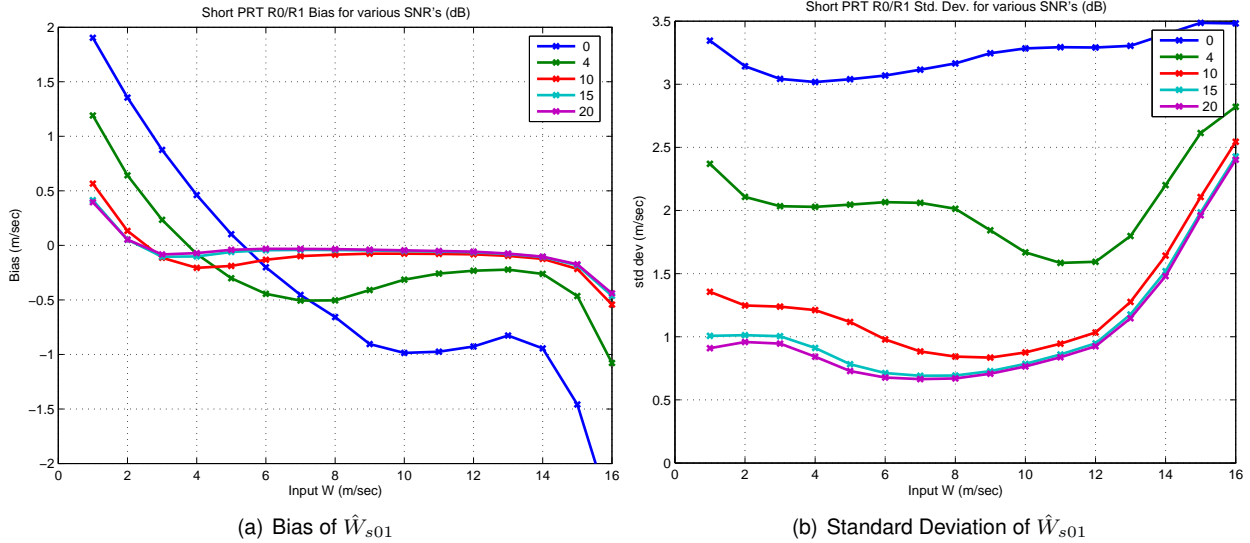 Short PRT R0/R1 Bias for various SNR's (dB)
2
1.5
1
0.5
0
−0.5
−1
−1.5
−2
Bias (m/sec)
0
4
10
15
20
0 2 4 6 8 10 12 14 16
Input W (m/sec)
(a) Bias of Ŵs01
Short PRT R0/R1 Std. Dev. for various SNR's (dB)
3.5
3
2.5
2
1.5
1
0.5
0
std dev (m/sec)
0
4
10
15
20
0 2 4 6 8 10 12 14 16
Input W (m/sec)
(b) Standard Deviation of Ŵs01